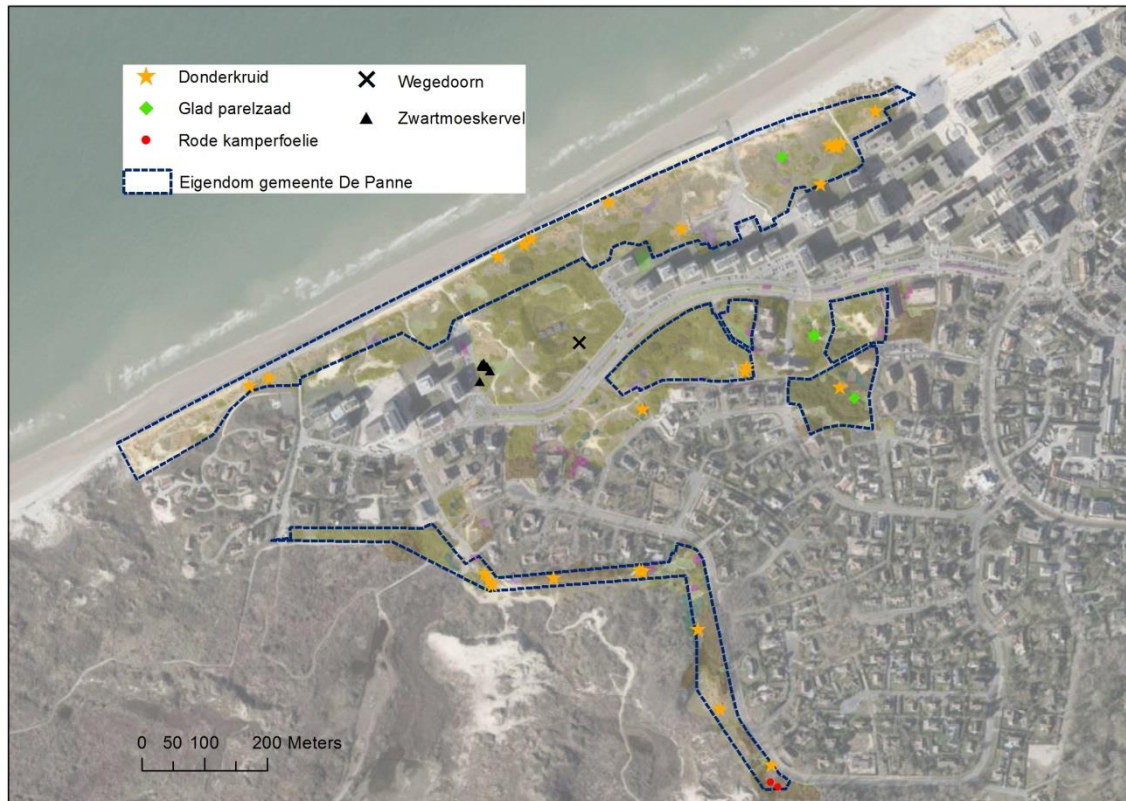 Donderkruid
Glad parelzaad
Rode kamperfoelie
Wegedoorn
Zwartmoeskervel
Eigendom gemeente De Panne
0 50 100 200 Meters